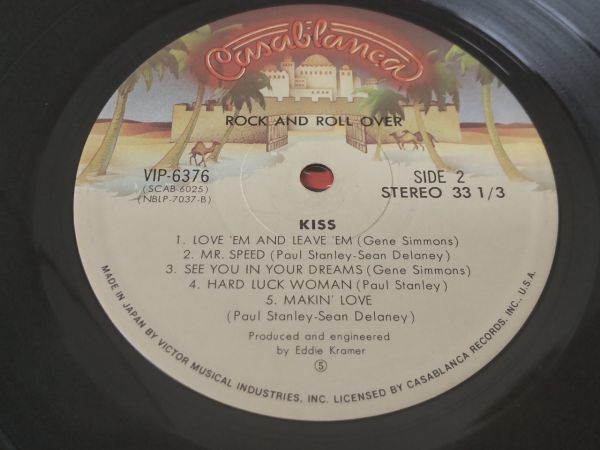 Casablanca
ROCK AND ROLL OVER
VIP-6376
(SCAB-6025)
(NBLP-7037-B)
SIDE 2
STEREO 33 1/3
KISS
1. LOVE 'EM AND LEAVE 'EM (Gene Simmons)
2. MR. SPEED (Paul Stanley-Sean Delaney)
3. SEE YOU IN YOUR DREAMS (Gene Simmons)
4. HARD LUCK WOMAN (Paul Stanley)
5. MAKIN' LOVE
(Paul Stanley-Sean Delaney)
Produced and engineered
by Eddie Kramer
⑤
MADE IN JAPAN BY VICTOR MUSICAL INDUSTRIES, INC. LICENSED BY CASABLANCA RECORDS, INC., U.S.A.